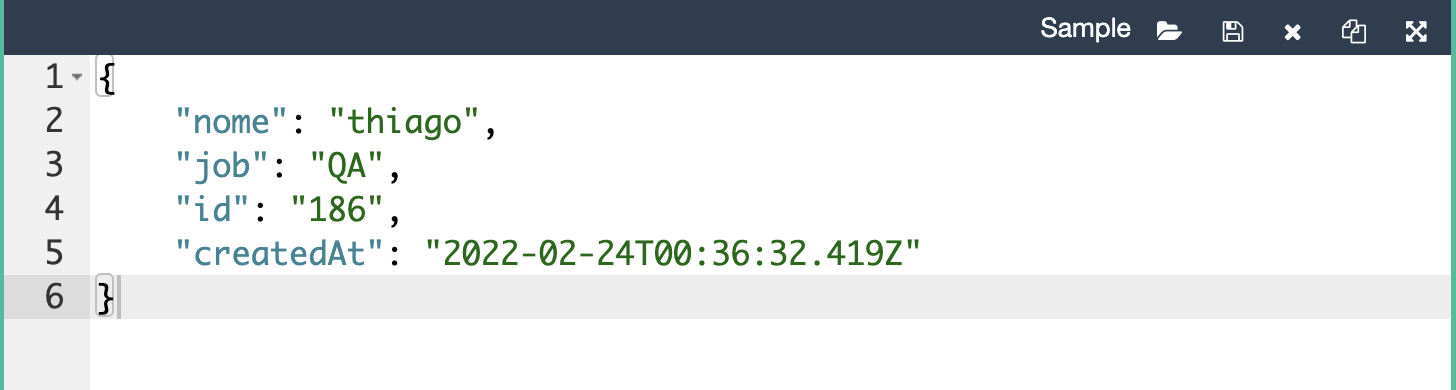 Sample
1 {
2 "nome": "thiago",
3 "job": "QA",
4 "id": "186",
5 "createdAt": "2022-02-24T00:36:32.419Z"
6 }